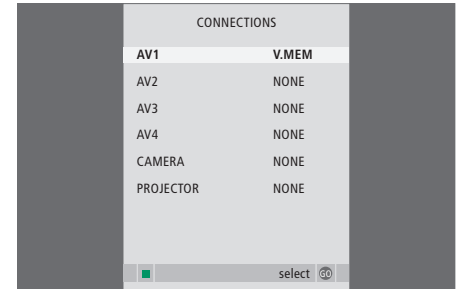 CONNECTIONS
AV1 V.MEM
AV2 NONE
AV3 NONE
AV4 NONE
CAMERA NONE
PROJECTOR NONE
select GO